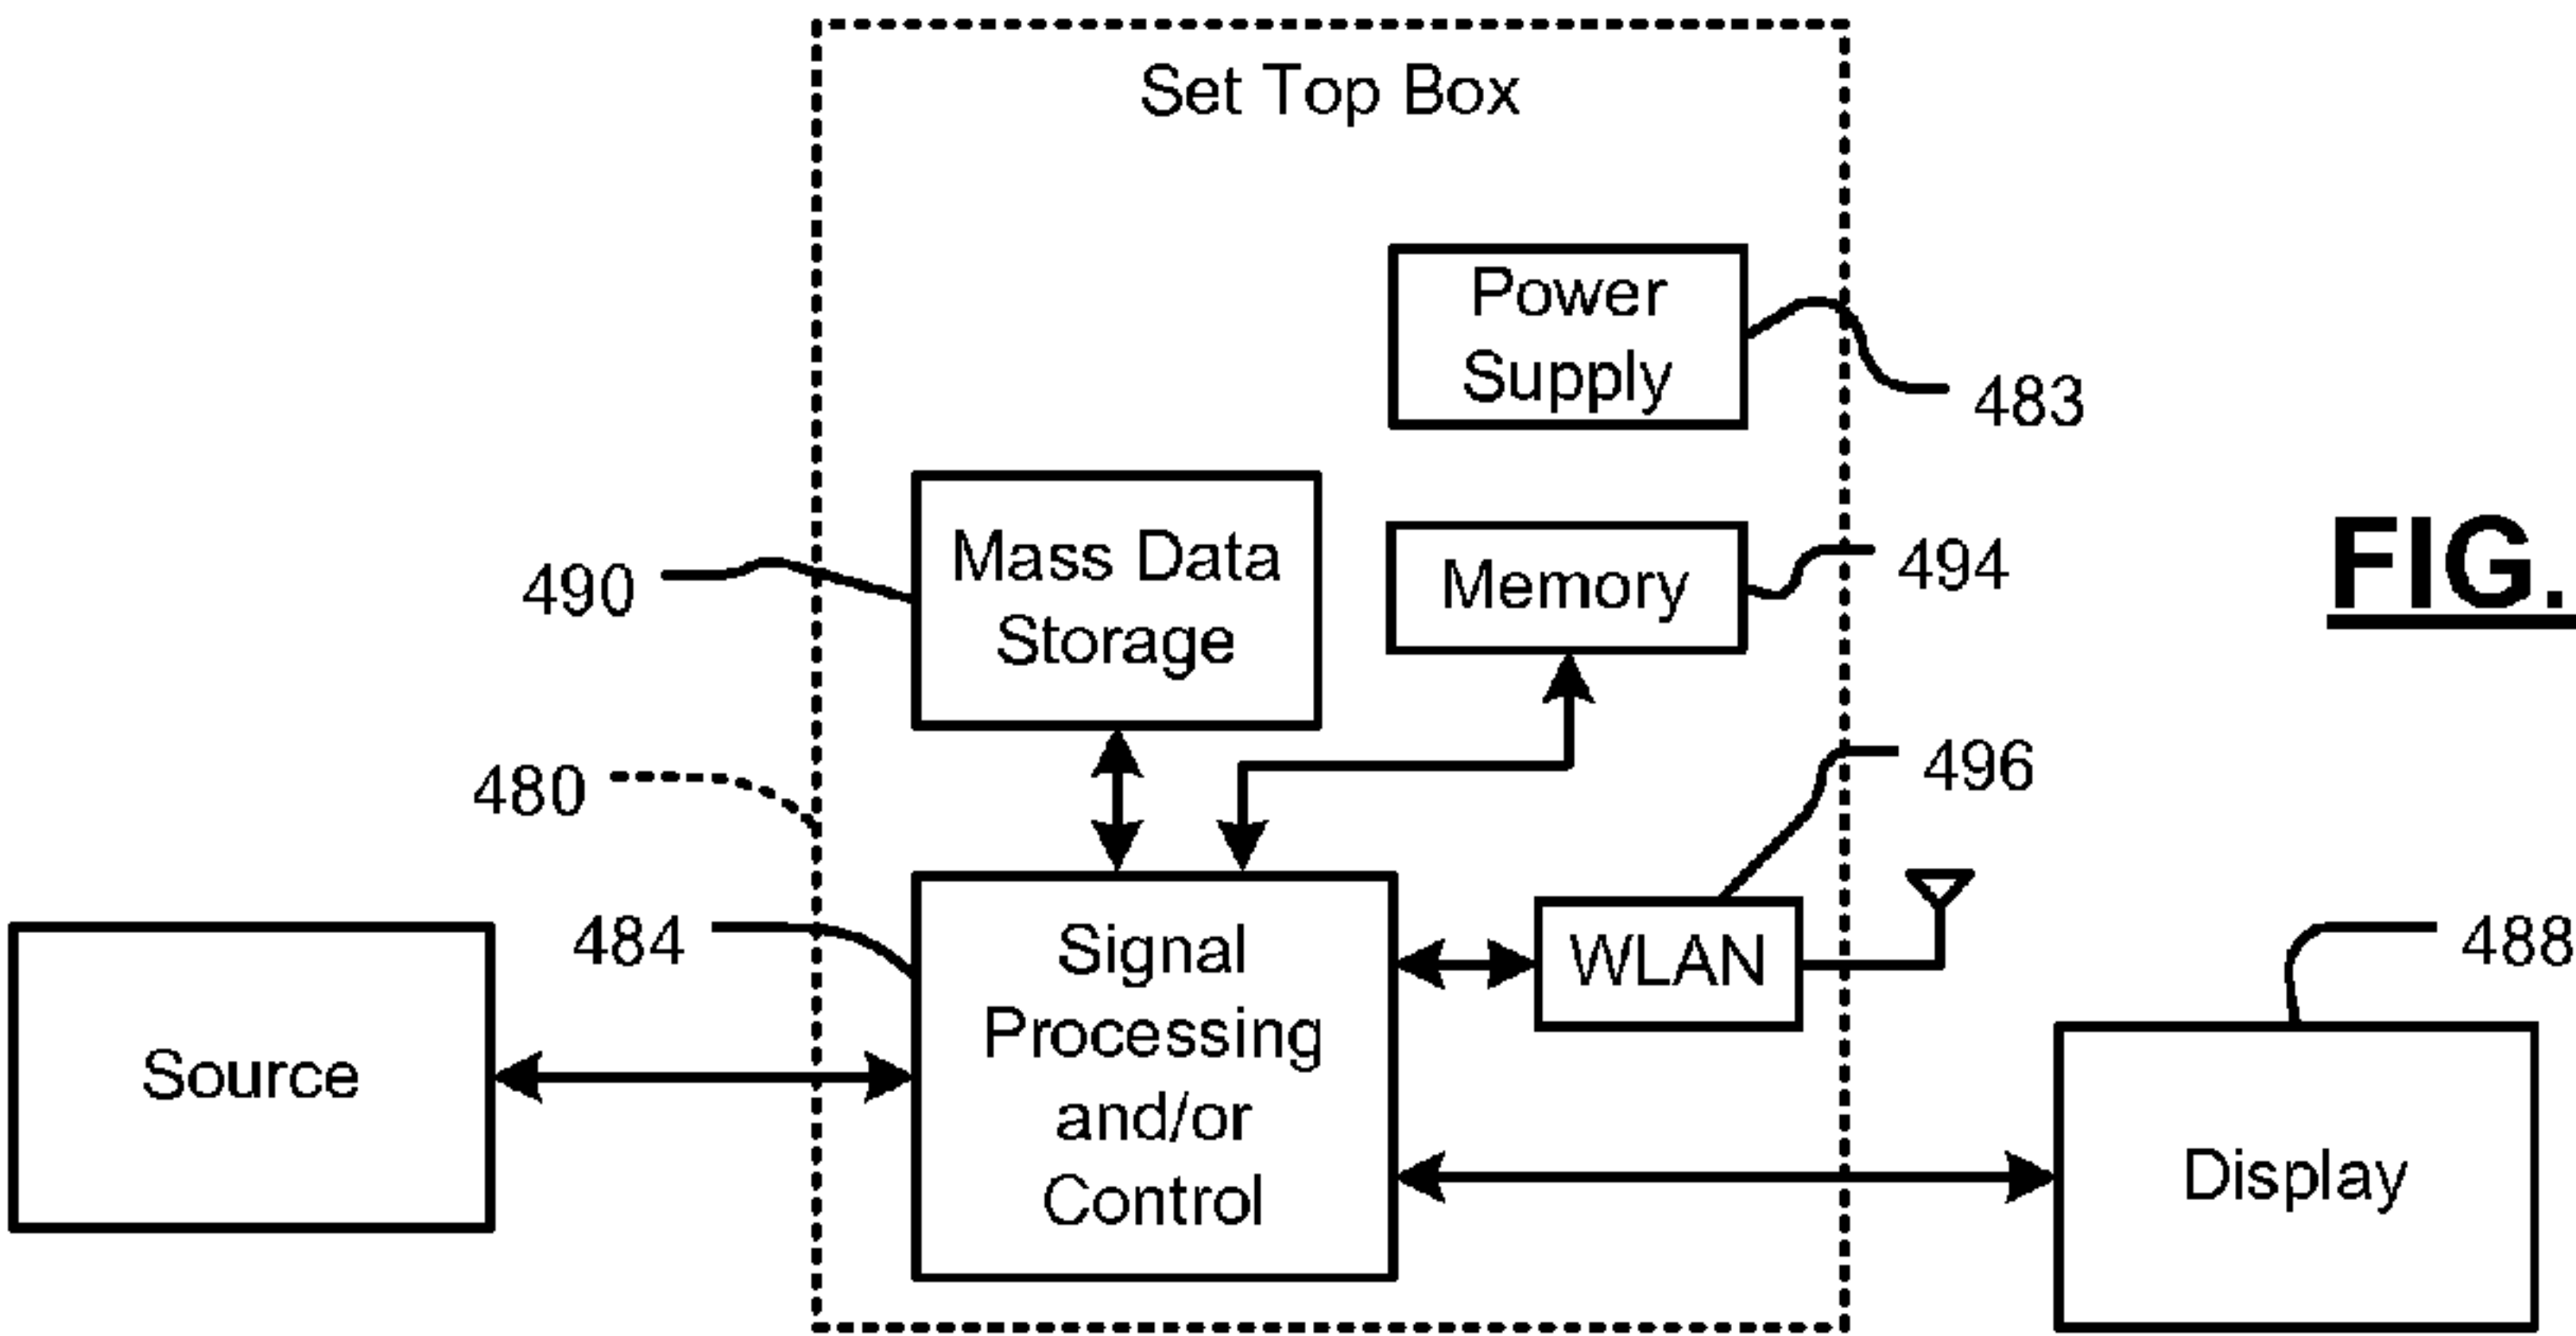 Set Top Box
Power
Supply
483
Mass Data
Storage
490
Memory
494
FIG.
480
496
484
Signal
Processing
and/or
Control
WLAN
488
Source
Display